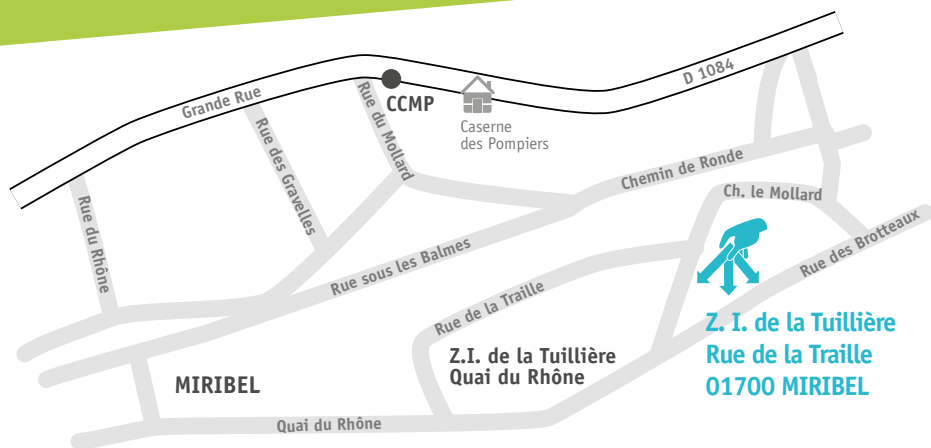 D 1084
Grande Rue
CCMP
Caserne
des Pompiers
Rue du Mollard
Rue des Gravelles
Chemin de Ronde
Ch. le Mollard
Rue du Rhône
Rue sous les Balmes
Rue des Brotteaux
Rue de la Traille
Z. I. de la Tuillière
Rue de la Traille
01700 MIRIBEL
Z.I. de la Tuillière
Quai du Rhône
MIRIBEL
Quai du Rhône